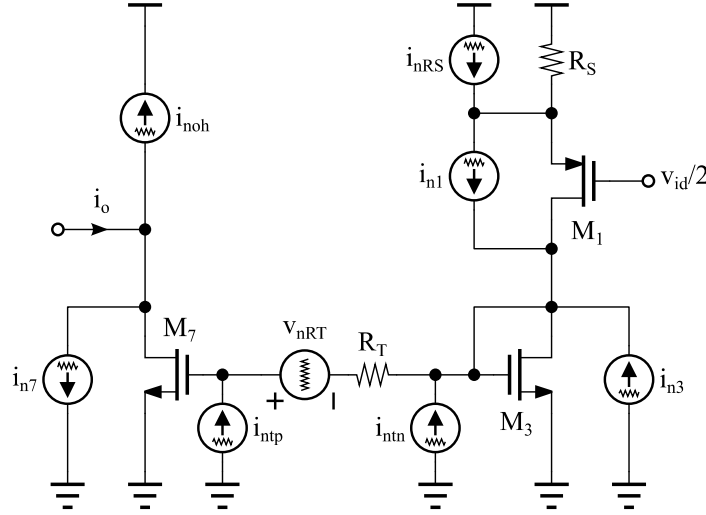 i_nRS
R_S
i_noh
i_n1
v_id/2
i_o
M_1
M_7
v_nRT
R_T
i_n7
i_n3
+
−
M_3
i_ntp
i_ntn